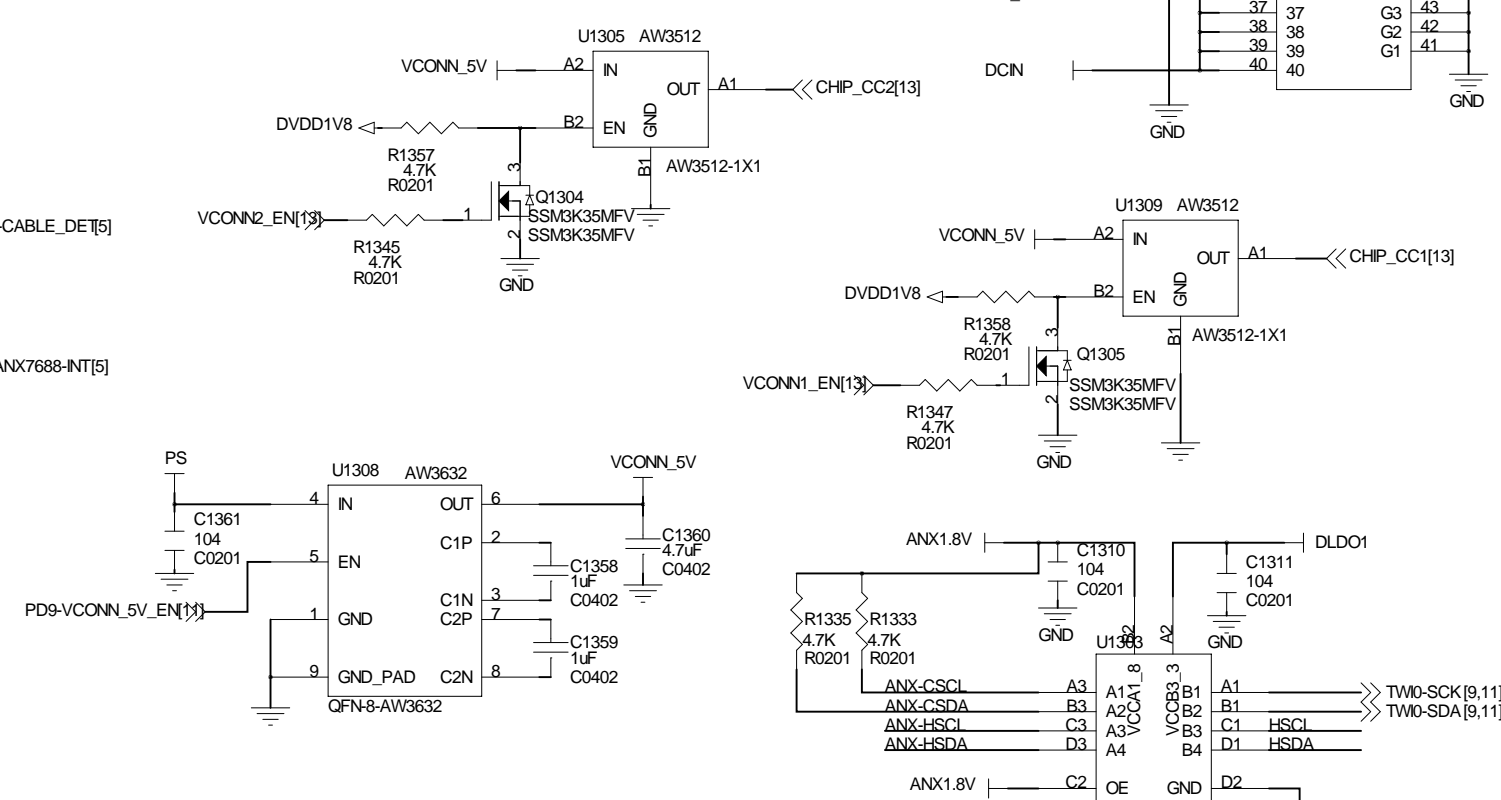 37 37 G3 43
38 38 G2 42
39 39 G1 41
40 40
DCIN
GND
GND
U1305 AW3512
VCONN_5V A2 IN
OUT A1 CHIP_CC2[13]
DVDD1V8 B2 EN GND
B1 AW3512-1X1
R1357
4.7K
R0201
3
Q1304
SSM3K35MFV
SSM3K35MFV
VCONN2_EN[13] 1
2
R1345
4.7K
R0201
GND
-CABLE_DET[5]
ANX7688-INT[5]
U1309 AW3512
VCONN_5V A2 IN
OUT A1 CHIP_CC1[13]
DVDD1V8 B2 EN GND
B1 AW3512-1X1
R1358
4.7K
R0201
3
Q1305
SSM3K35MFV
SSM3K35MFV
VCONN1_EN[13] 1
2
R1347
4.7K
R0201
GND
PS
U1308 AW3632
VCONN_5V
4 IN OUT 6
C1361
104
C0201
C1360
4.7uF
C0402
C1P 2
5 EN
C1358
1uF
C0402
C1N 3
PD9-VCONN_5V_EN[11]
1 GND C2P 7
C1359
1uF
C0402
9 GND_PAD C2N 8
QFN-8-AW3632
ANX1.8V
C1310
104
C0201
GND
DLDO1
C1311
104
C0201
GND
R1335
4.7K
R0201
R1333
4.7K
R0201
U1303
B2 A2
VCCA1_8 VCCB3_3
ANX-CSCL A3 A1 B1 A1 TWI0-SCK [9,11]
ANX-CSDA B3 A2 B2 B1 TWI0-SDA [9,11]
ANX-HSCL C3 A3 B3 C1 HSCL
ANX-HSDA D3 A4 B4 D1 HSDA
ANX1.8V C2 OE GND D2